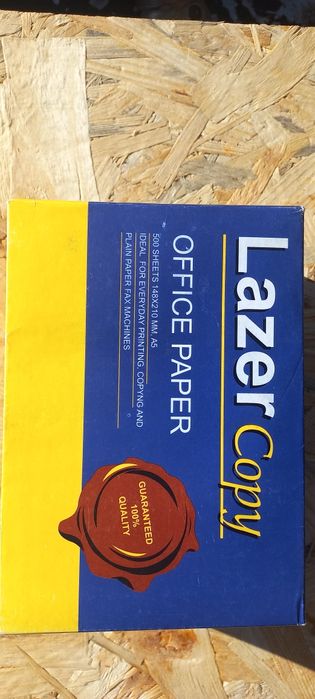 Lazer Copy
OFFICE PAPER
500 SHEETS 148X210 MM. A5
IDEAL FOR EVERYDAY PRINTING, COPYNG AND
PLAIN PAPER FAX MACHINES
GUARANTEED
100%
QUALITY